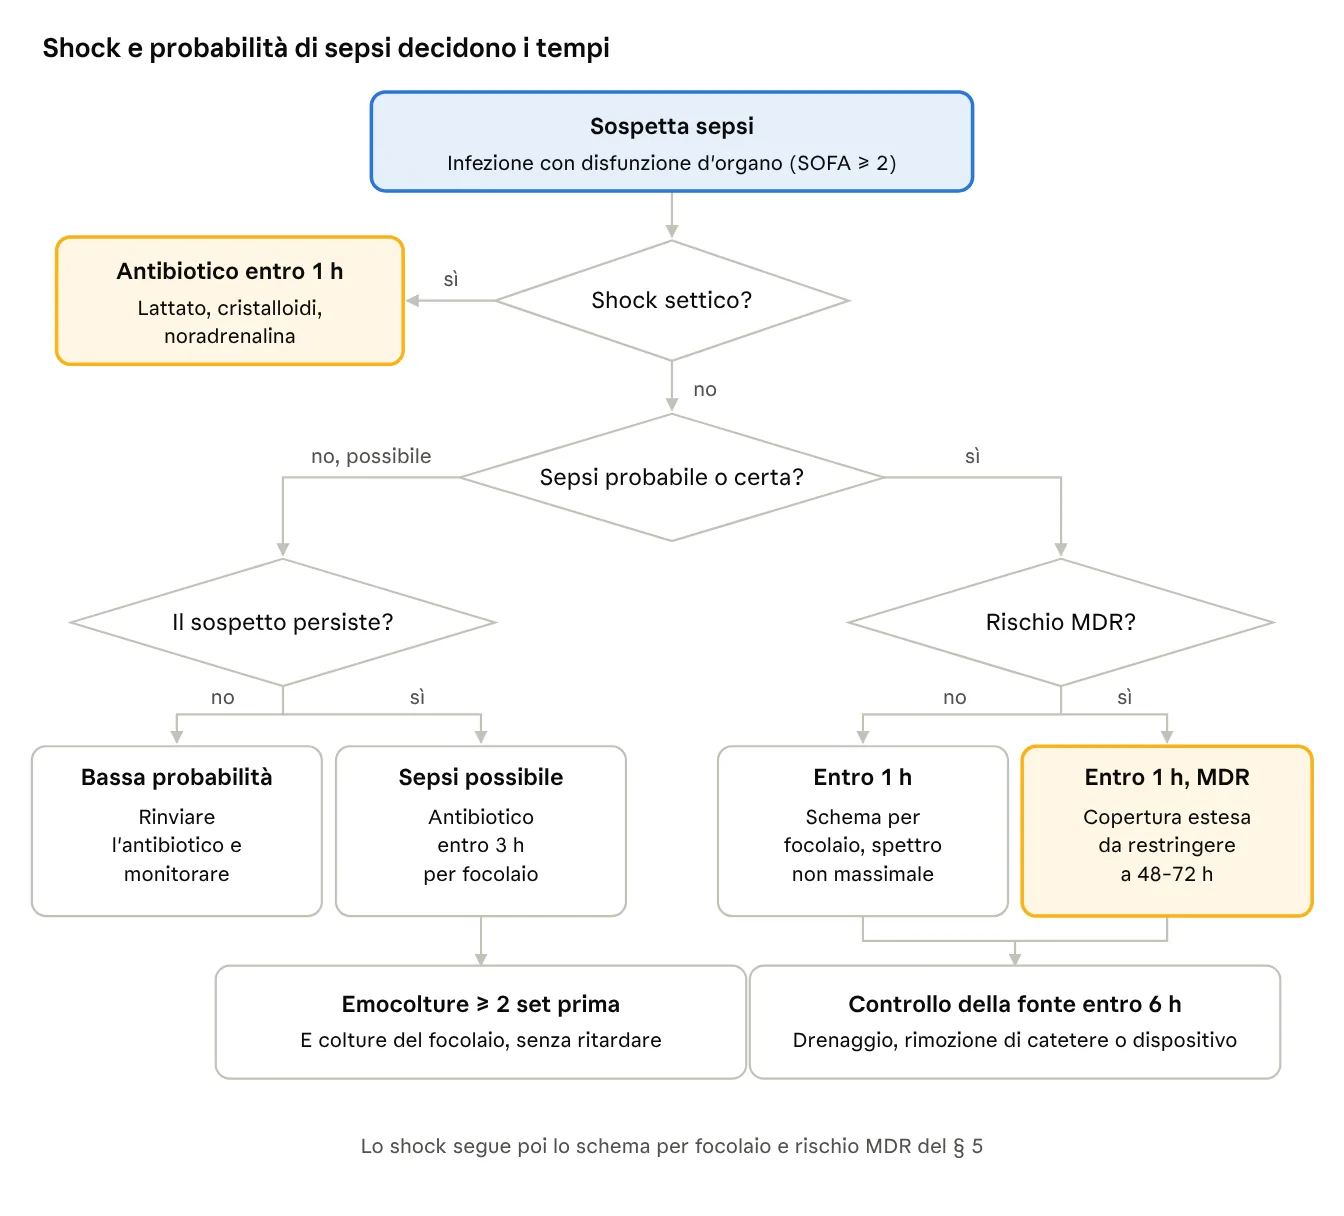 Shock e probabilità di sepsi decidono i tempi
Sospetta sepsi
Infezione con disfunzione d'organo (SOFA ≥ 2)
Antibiotico entro 1 h
Lattato, cristalloidi,
noradrenalina
sì
Shock settico?
no
no, possibile
Sepsi probabile o certa?
sì
Il sospetto persiste?
Rischio MDR?
no
sì
no
sì
Bassa probabilità
Rinviare
l'antibiotico e
monitorare
Sepsi possibile
Antibiotico
entro 3 h
per focolaio
Entro 1 h
Schema per
focolaio, spettro
non massimale
Entro 1 h, MDR
Copertura estesa
da restringere
a 48-72 h
Emocolture ≥ 2 set prima
E colture del focolaio, senza ritardare
Controllo della fonte entro 6 h
Drenaggio, rimozione di catetere o dispositivo
Lo shock segue poi lo schema per focolaio e rischio MDR del § 5